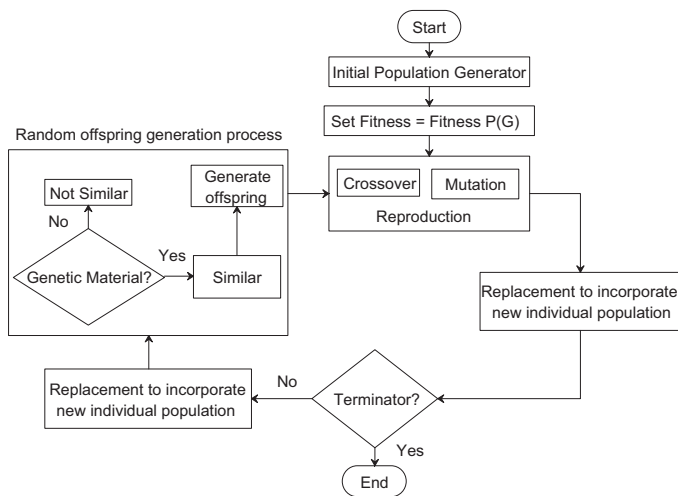 Start
Initial Population Generator
Set Fitness = Fitness P(G)
Random offspring generation process
Not Similar
Generate
offspring
Crossover
Mutation
Reproduction
No
Yes
Genetic Material?
Similar
Replacement to incorporate
new individual population
Replacement to incorporate
new individual population
No
Terminator?
Yes
End